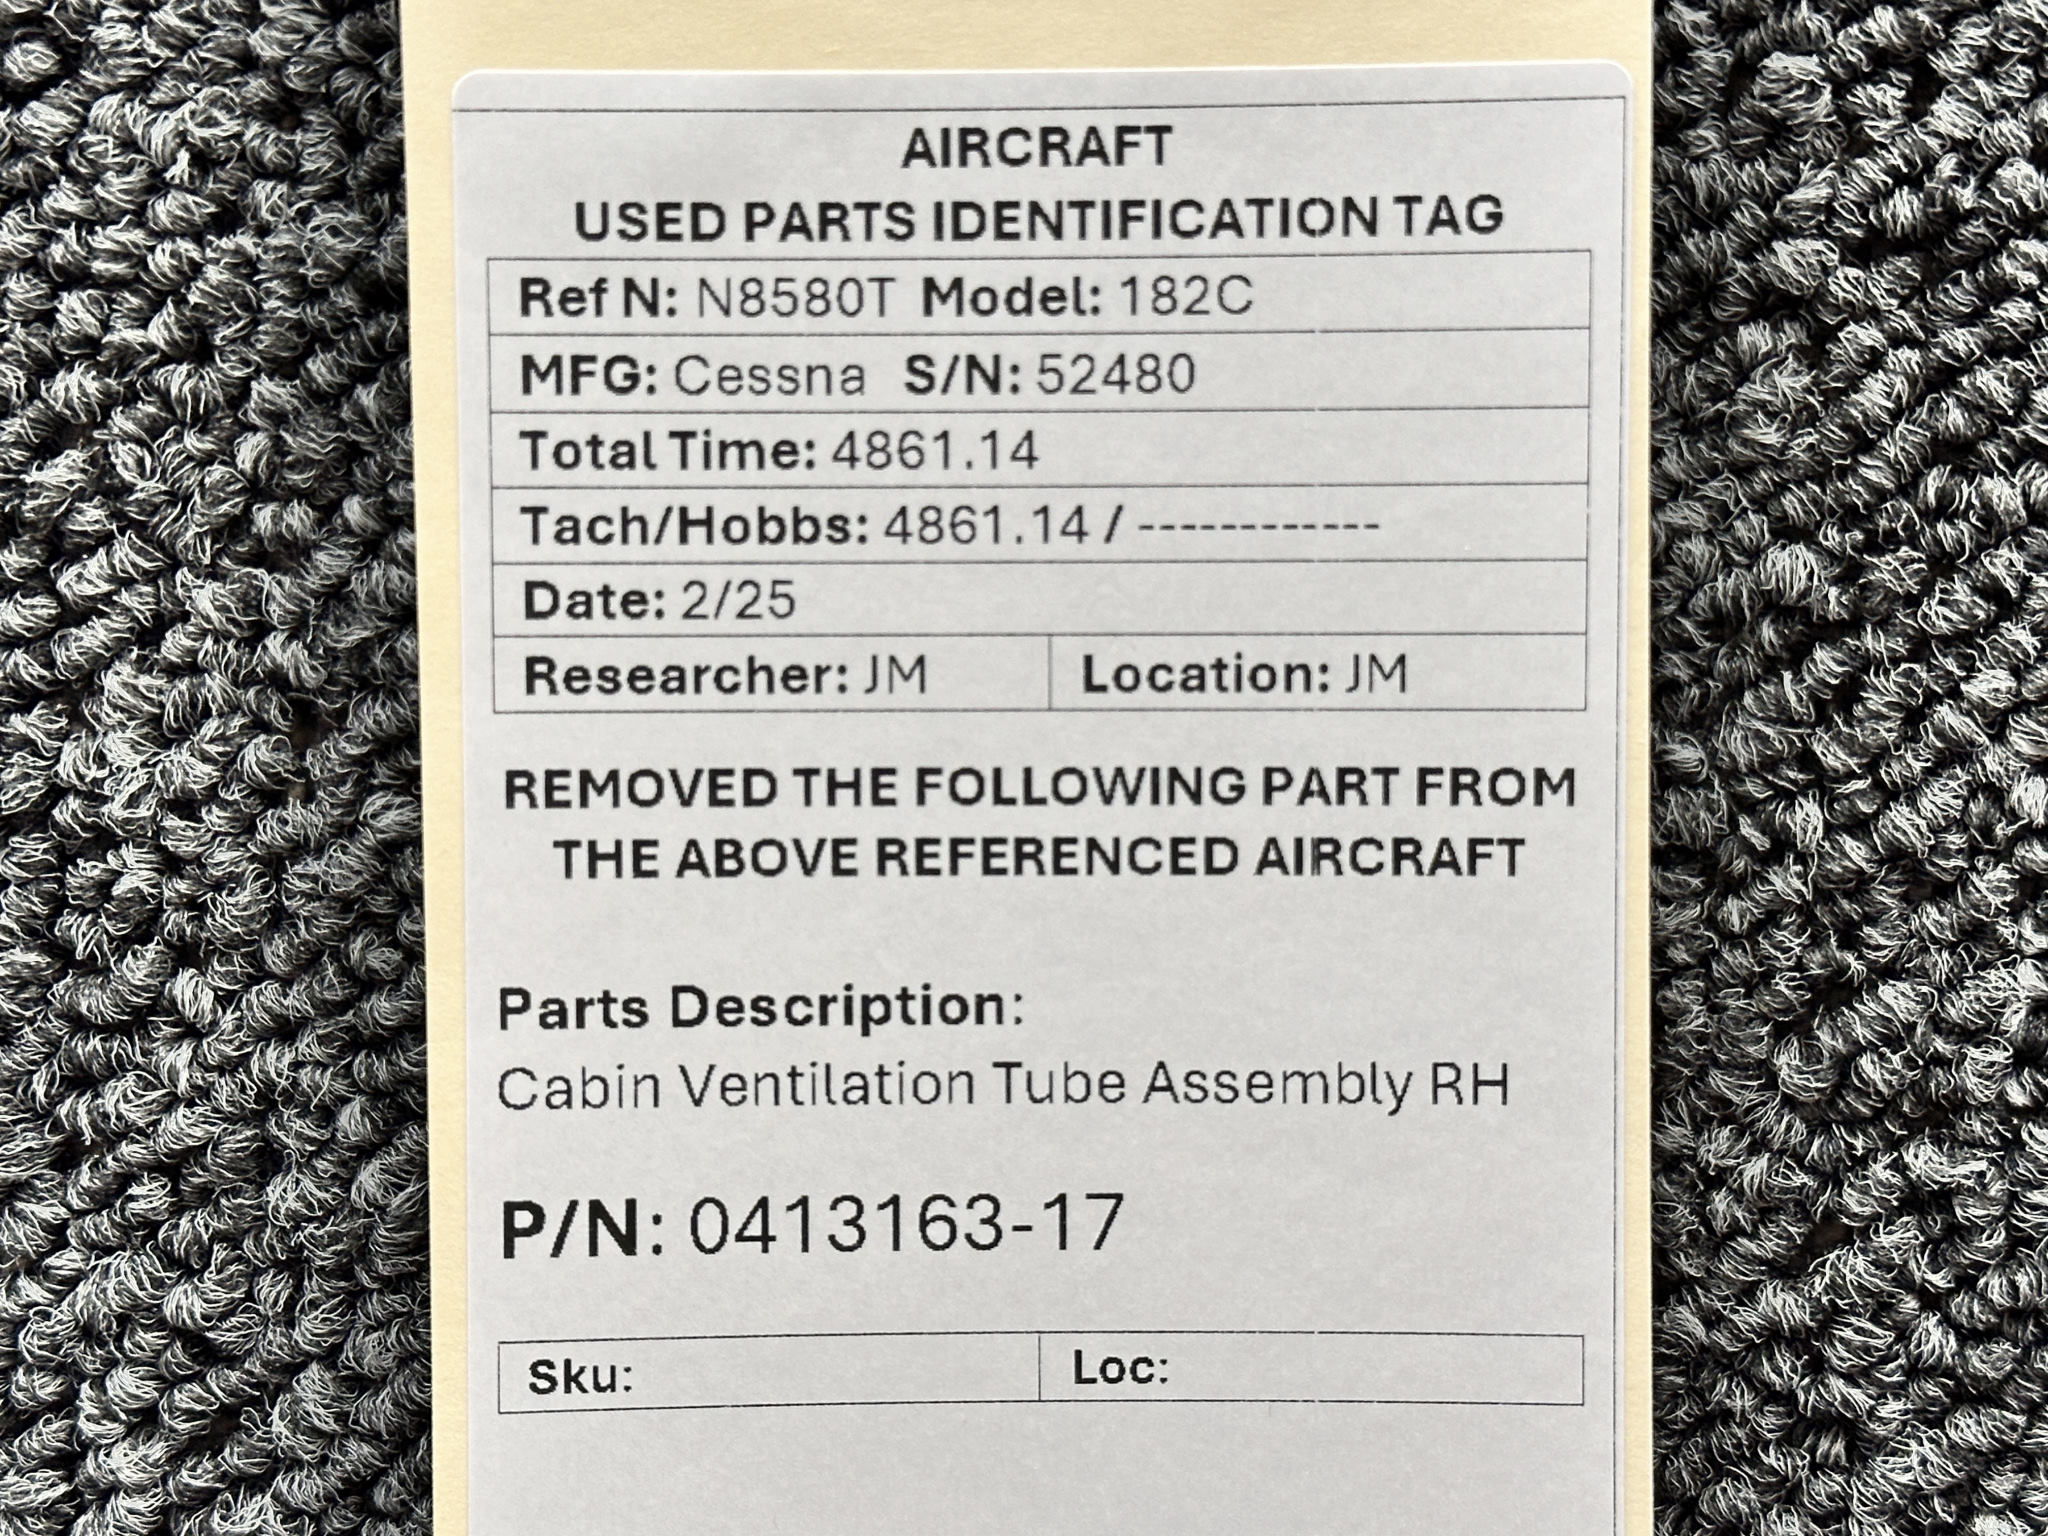 AIRCRAFT
USED PARTS IDENTIFICATION TAG
Ref N: N8580T Model: 182C
MFG: Cessna S/N: 52480
Total Time: 4861.14
Tach/Hobbs: 4861.14 / ------------
Date: 2/25
Researcher: JM Location: JM
REMOVED THE FOLLOWING PART FROM
THE ABOVE REFERENCED AIRCRAFT
Parts Description:
Cabin Ventilation Tube Assembly RH
P/N: 0413163-17
Sku: Loc: